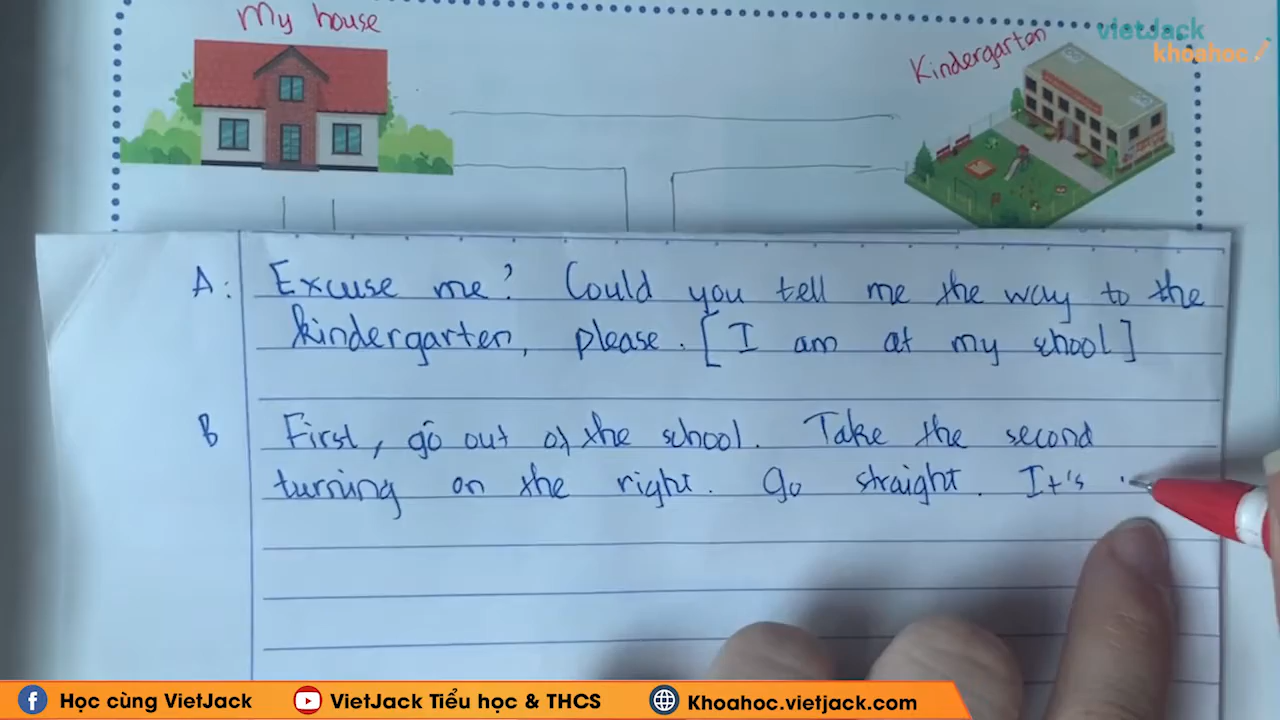 My house
Kindergarten
vietJack
khoahoc
A: Excuse me? Could you tell me the way to the
kindergarten, please. [I am at my school]
B First, go out of the school. Take the second
turning on the right. Go straight. It's
Học cùng VietJack
VietJack Tiểu học & THCS
Khoahoc.vietjack.com